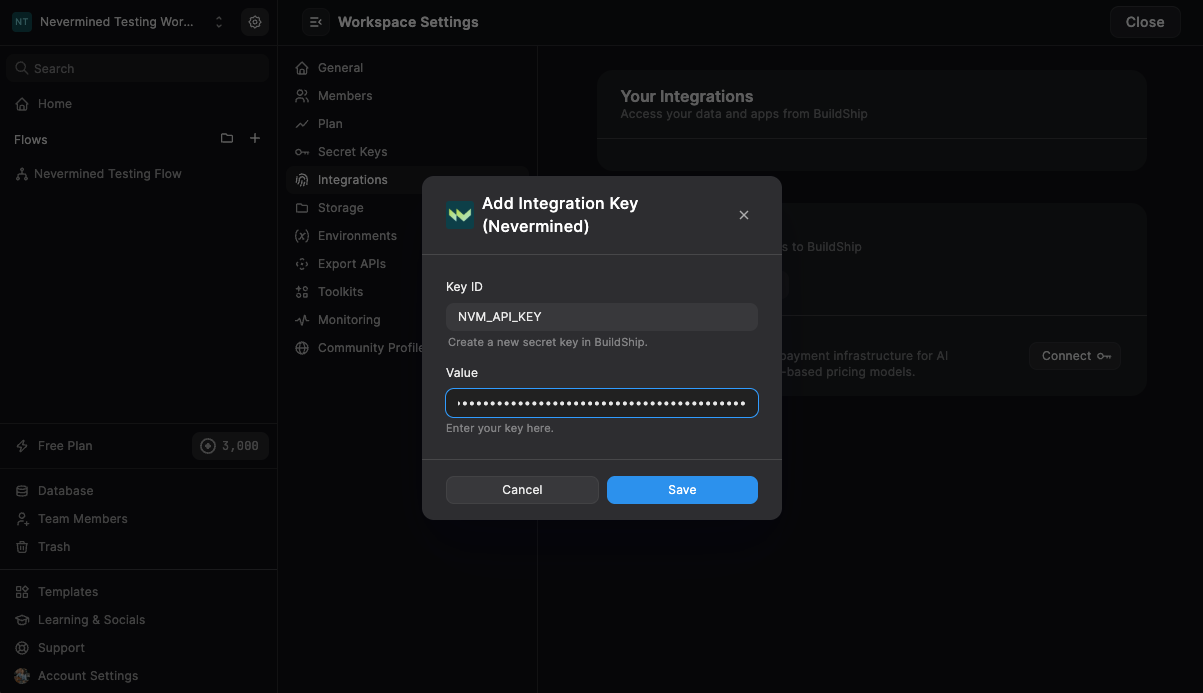 NT Nevermined Testing Wor...
Workspace Settings
Close
Search
Home
Flows
Nevermined Testing Flow
Free Plan
3,000
Database
Team Members
Trash
Templates
Learning & Socials
Support
Account Settings
General
Members
Plan
Secret Keys
Integrations
Storage
Environments
Export APIs
Toolkits
Monitoring
Community Profile
Your Integrations
Access your data and apps from BuildShip
s to BuildShip
payment infrastructure for AI
-based pricing models.
Connect
Add Integration Key
(Nevermined)
Key ID
NVM_API_KEY
Create a new secret key in BuildShip.
Value
Enter your key here.
Cancel
Save